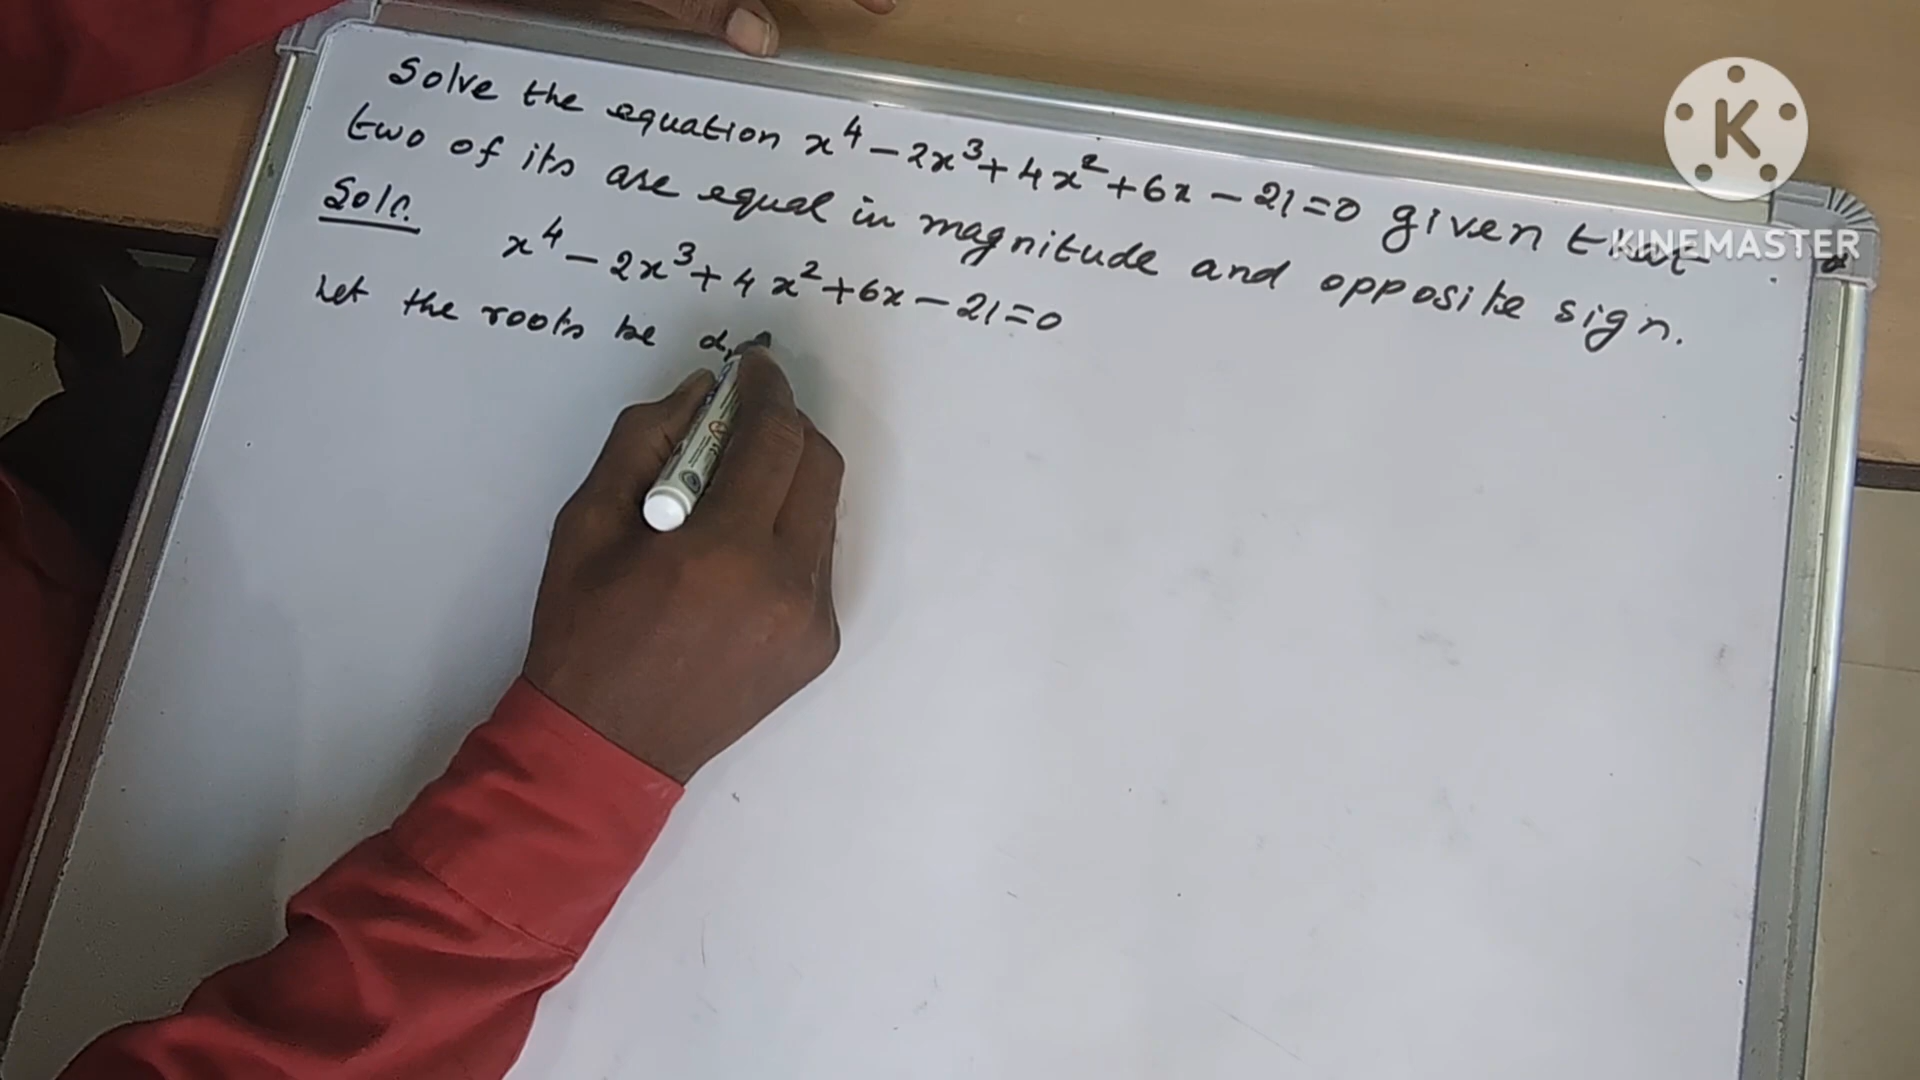 Solve the equation x⁴-2x³+4x²+6x-21=0 given that
two of its are equal in magnitude and opposite sign.
Soln.
x⁴-2x³+4x²+6x-21=0
Let the roots be α,
K
KINEMASTER